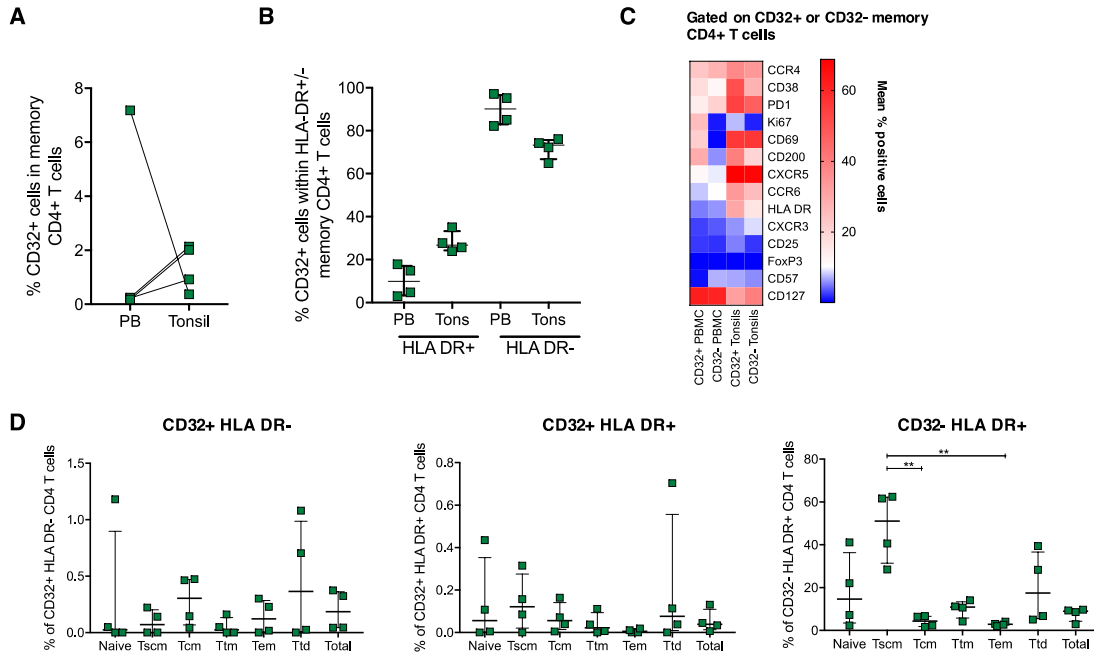 A
% CD32+ cells in memory
CD4+ T cells
8
6
4
2
0
PB Tonsil
B
% CD32+ cells within HLA-DR+/-
memory CD4+ T cells
100
80
60
40
20
0
PB Tons PB Tons
HLA DR+ HLA DR-
C
Gated on CD32+ or CD32- memory
CD4+ T cells
CCR4
CD38
PD1
Ki67
CD69
CD200
CXCR5
CCR6
HLA DR
CXCR3
CD25
FoxP3
CD57
CD127
CD32+ PBMC
CD32- PBMC
CD32+ Tonsils
CD32- Tonsils
60
40
20
Mean % positive cells
D
CD32+ HLA DR-
% of CD32+ HLA DR- CD4 T cells
1.5
1.0
0.5
0.0
Naive Tscm Tcm Ttm Tem Ttd Total
CD32+ HLA DR+
% of CD32+ HLA DR+ CD4 T cells
0.8
0.6
0.4
0.2
0.0
Naive Tscm Tcm Ttm Tem Ttd Total
CD32- HLA DR+
% of CD32- HLA DR+ CD4 T cells
80
60
40
20
0
**
**
Naive Tscm Tcm Ttm Tem Ttd Total